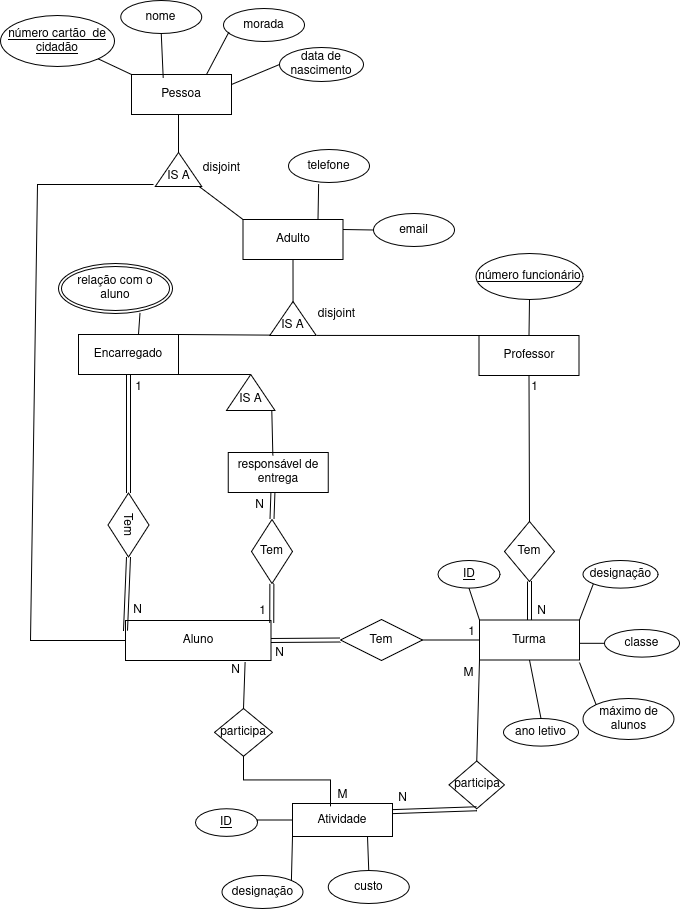 nome
número cartão  de
cidadão
morada
data de
nascimento
Pessoa
IS A
disjoint
telefone
Adulto
email
relação com o
aluno
número funcionário
IS A
disjoint
Encarregado
Professor
1
IS A
1
responsável de
entrega
N
Tem
Tem
Tem
ID
designação
N
1
N
Aluno
Tem
1
Turma
classe
N
N
M
máximo de
alunos
participa
ano letivo
participa
M
N
ID
Atividade
designação
custo